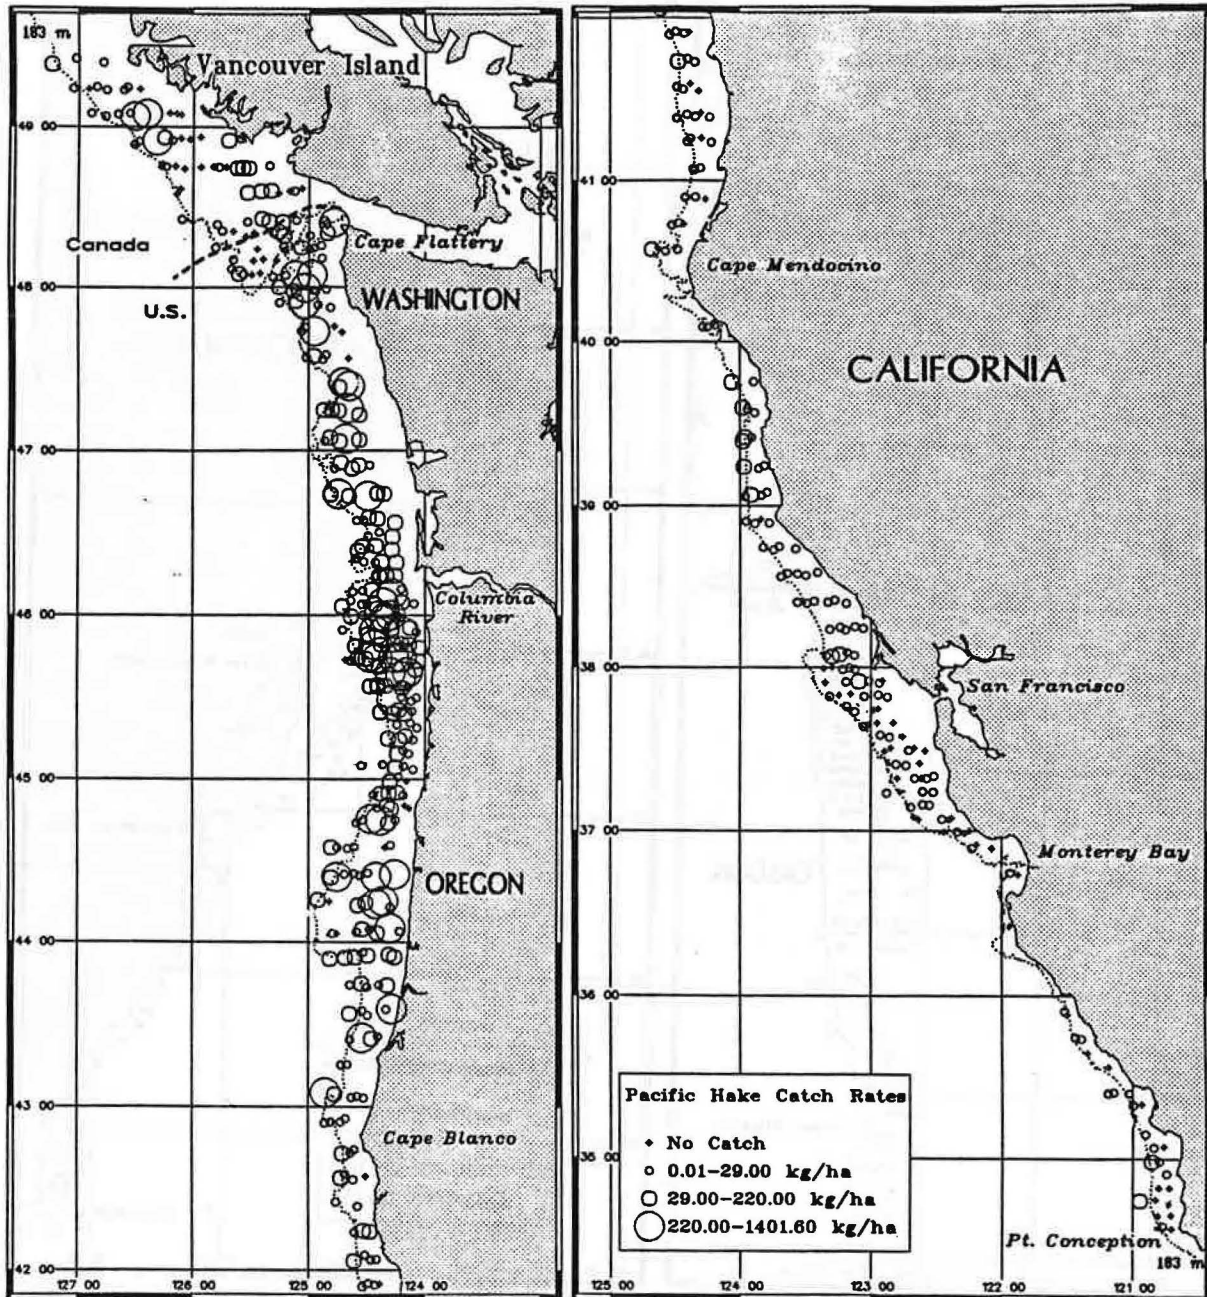 183 m
Vancouver Island
49 00
Canada
Cape Flattery
48 00
U.S.
WASHINGTON
47 00
46 00
Columbia
River
45 00
OREGON
44 00
43 00
Cape Blanco
42 00
127 00
126 00
125 00
124 00
41 00
Cape Mendocino
40 00
CALIFORNIA
39 00
38 00
San Francisco
37 00
Monterey Bay
36 00
Pacific Hake Catch Rates
No Catch
0.01-29.00 kg/ha
29.00-220.00 kg/ha
220.00-1401.60 kg/ha
35 00
Pt. Conception
183 m
125 00
124 00
123 00
122 00
121 00